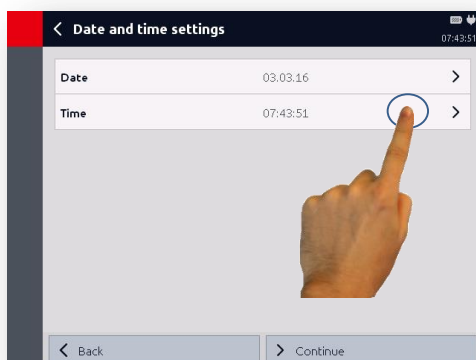 Date and time settings
07:43:51
Date 03.03.16
Time 07:43:51
Back Continue